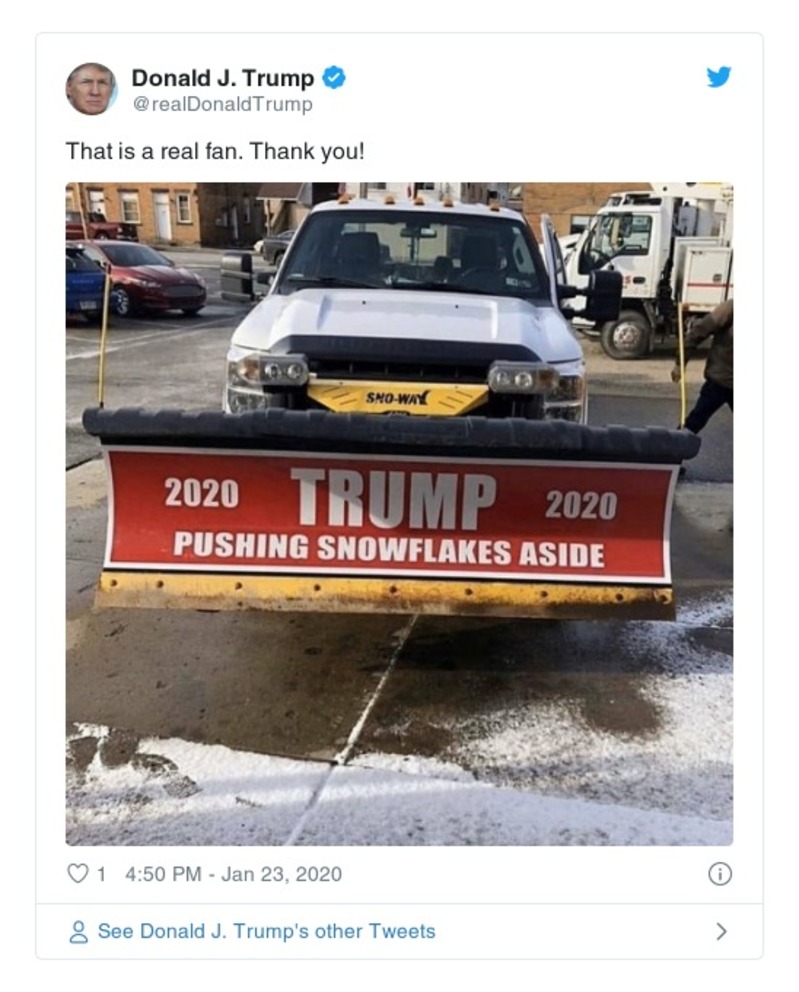 Donald J. Trump
@realDonaldTrump
That is a real fan. Thank you!
SNO-WAY
2020 TRUMP 2020
PUSHING SNOWFLAKES ASIDE
1 4:50 PM - Jan 23, 2020
See Donald J. Trump's other Tweets